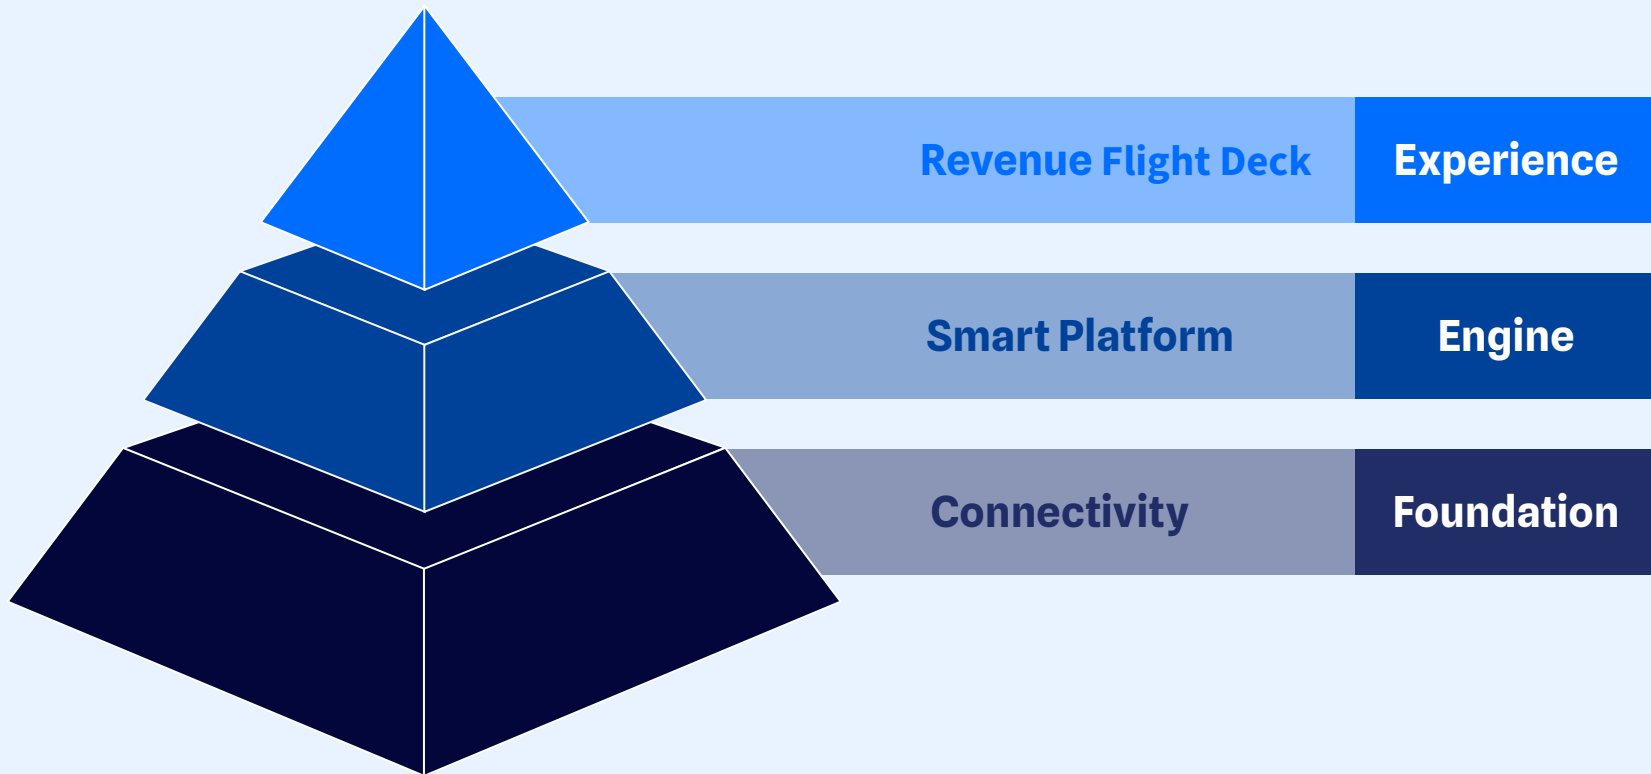 Revenue Flight Deck Experience
Smart Platform Engine
Connectivity Foundation